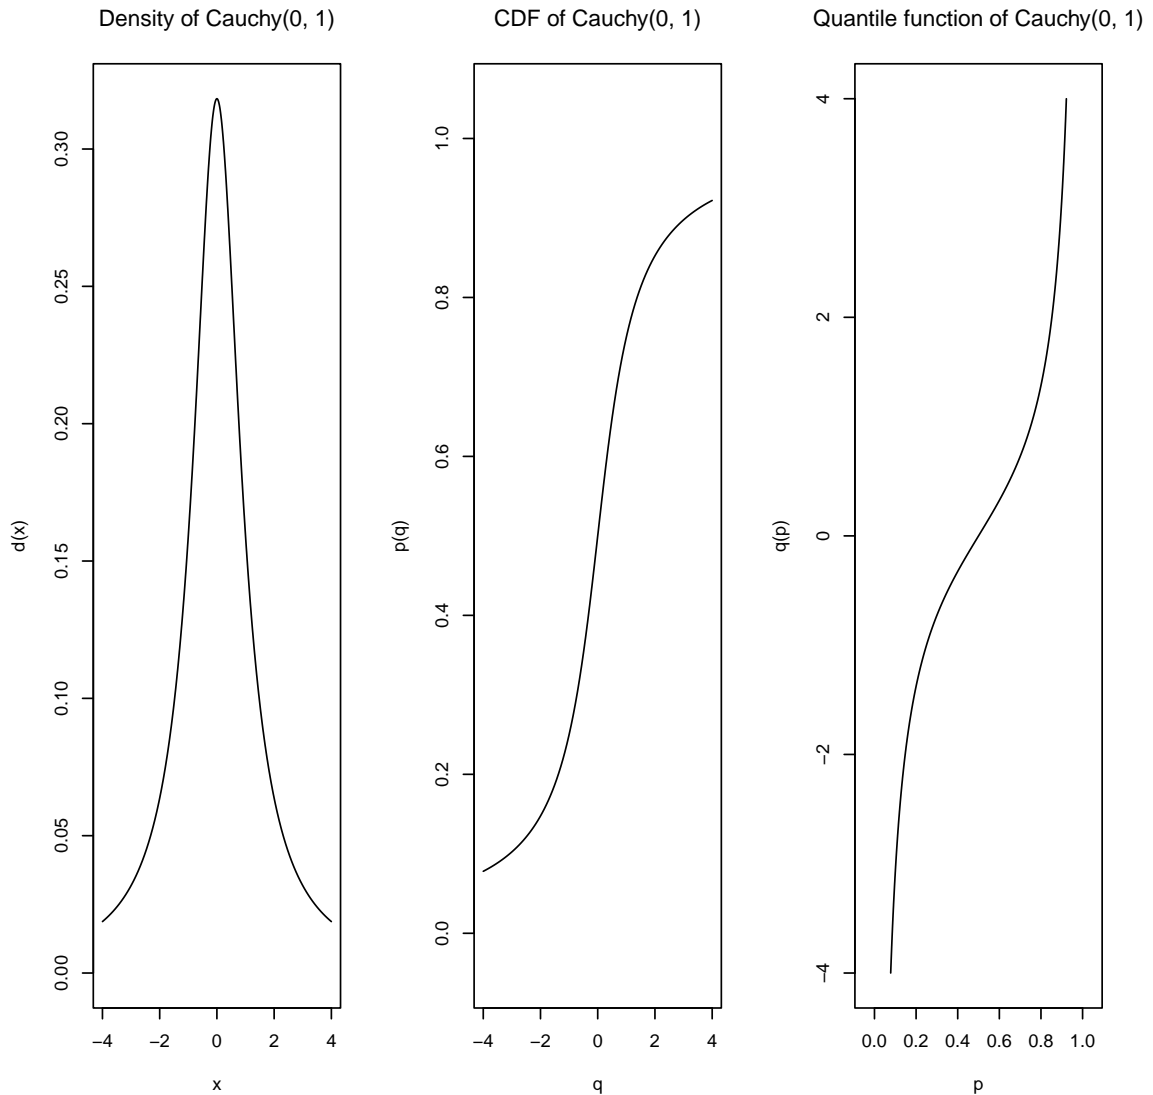 Density of Cauchy(0, 1)
d(x)
0.30
0.25
0.20
0.15
0.10
0.05
0.00
−4 −2 0 2 4
x
CDF of Cauchy(0, 1)
p(q)
1.0
0.8
0.6
0.4
0.2
0.0
−4 −2 0 2 4
q
Quantile function of Cauchy(0, 1)
q(p)
4
2
0
−2
−4
0.0 0.2 0.4 0.6 0.8 1.0
p